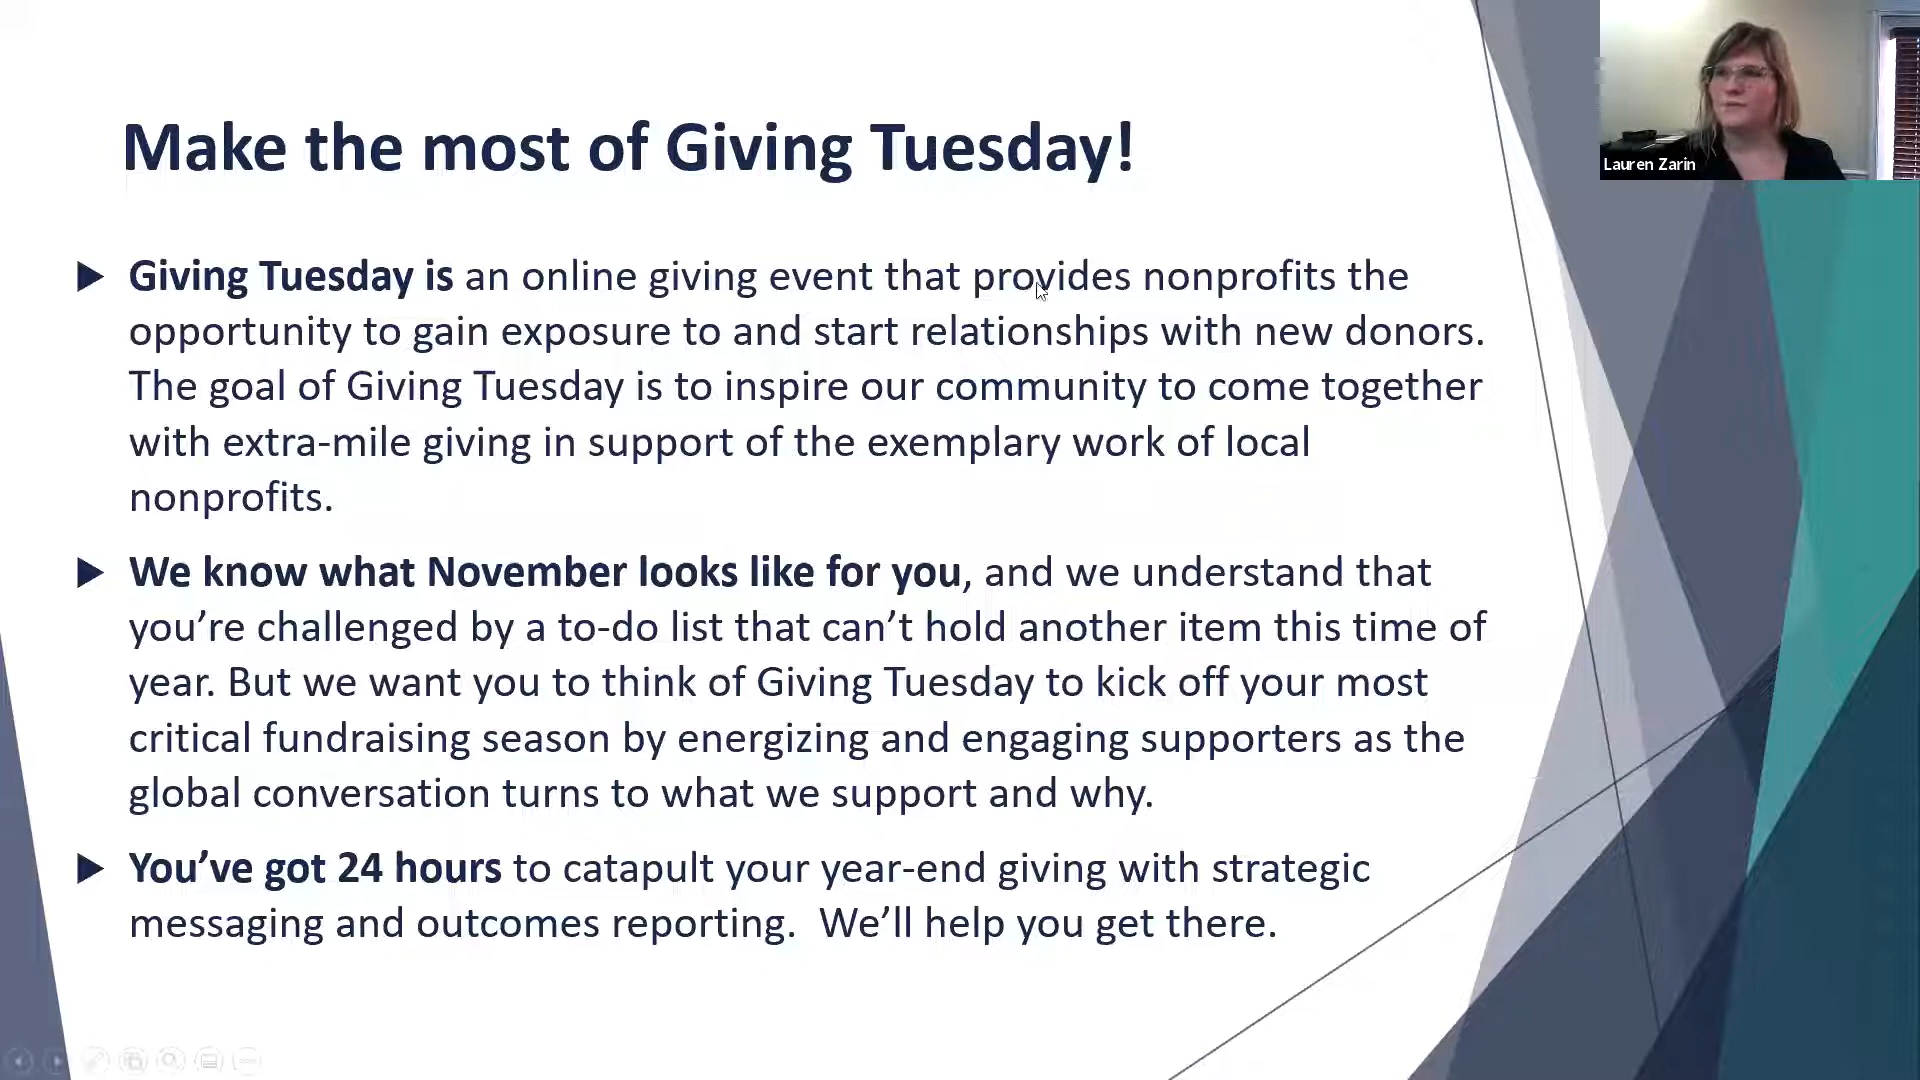 Lauren Zarin
Make the most of Giving Tuesday!
Giving Tuesday is an online giving event that provides nonprofits the
opportunity to gain exposure to and start relationships with new donors.
The goal of Giving Tuesday is to inspire our community to come together
with extra-mile giving in support of the exemplary work of local
nonprofits.
We know what November looks like for you, and we understand that
you’re challenged by a to-do list that can’t hold another item this time of
year. But we want you to think of Giving Tuesday to kick off your most
critical fundraising season by energizing and engaging supporters as the
global conversation turns to what we support and why.
You’ve got 24 hours to catapult your year-end giving with strategic
messaging and outcomes reporting.  We’ll help you get there.